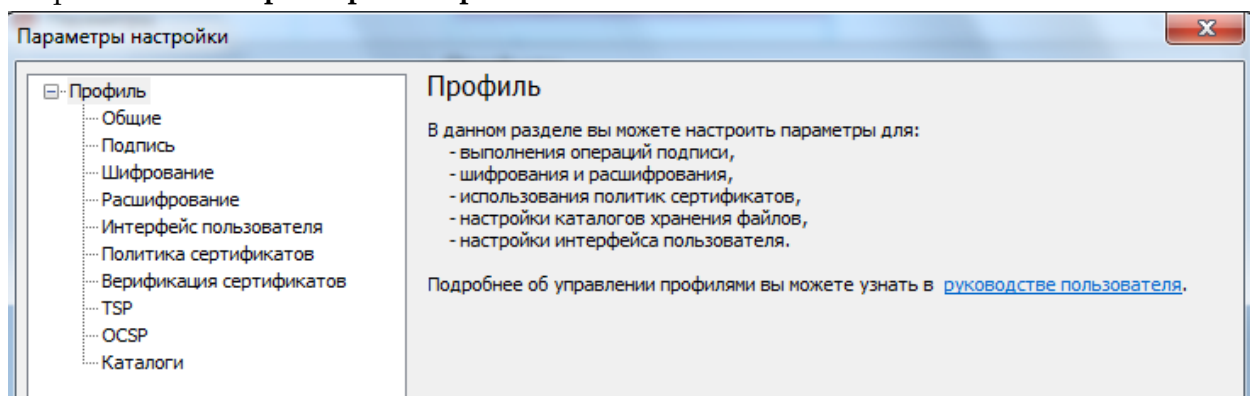 Параметры настройки
Профиль
Общие
Подпись
Шифрование
Расшифрование
Интерфейс пользователя
Политика сертификатов
Верификация сертификатов
TSP
OCSP
Каталоги
Профиль
В данном разделе вы можете настроить параметры для:
- выполнения операций подписи,
- шифрования и расшифрования,
- использования политик сертификатов,
- настройки каталогов хранения файлов,
- настройки интерфейса пользователя.
Подробнее об управлении профилями вы можете узнать в руководстве пользователя.